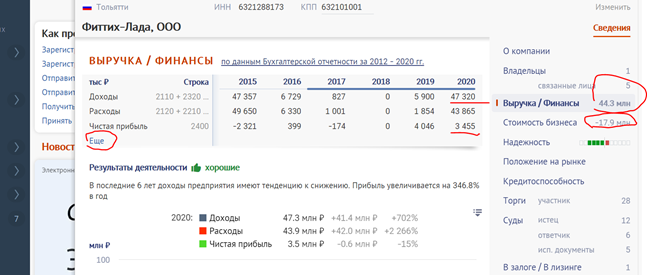 Тольятти ИНН 6321288173 КПП 632101001 Изменить
Фиттих-Лада, ООО
Сведения
Как про
Зарегист
Зарегист
Отправит
Отправит
Получить
Принять
Новос
Электронные
7
ВЫРУЧКА / ФИНАНСЫ по данным Бухгалтерской отчетности за 2012 - 2020 гг.
тыс ₽ Строка 2015 2016 2017 2018 2019 2020
Доходы 2110 + 2320 ... 47 357 6 729 827 0 5 900 47 320
Расходы 2120 + 2210 ... 49 650 6 330 1 001 0 1 854 43 865
Чистая прибыль 2400 -2 321 399 -174 0 4 046 3 455
Еще
Результаты деятельности хорошие
В последние 6 лет доходы предприятия имеют тенденцию к снижению. Прибыль увеличивается на 346.8%
в год
2020: Доходы 47.3 млн ₽ +41.4 млн ₽ +702%
Расходы 43.9 млн ₽ +42.0 млн ₽ +2 266%
Чистая прибыль 3.5 млн ₽ -0.6 млн ₽ -15%
млн ₽
100
О компании
Владельцы 1
связанные лица 5
Выручка / Финансы 44.3 млн
Стоимость бизнеса -17.9 млн
Надежность
Положение на рынке
Кредитоспособность
Торги участник 28
Суды истец 12
ответчик 6
исп. документы 5
В залоге / В лизинге 1